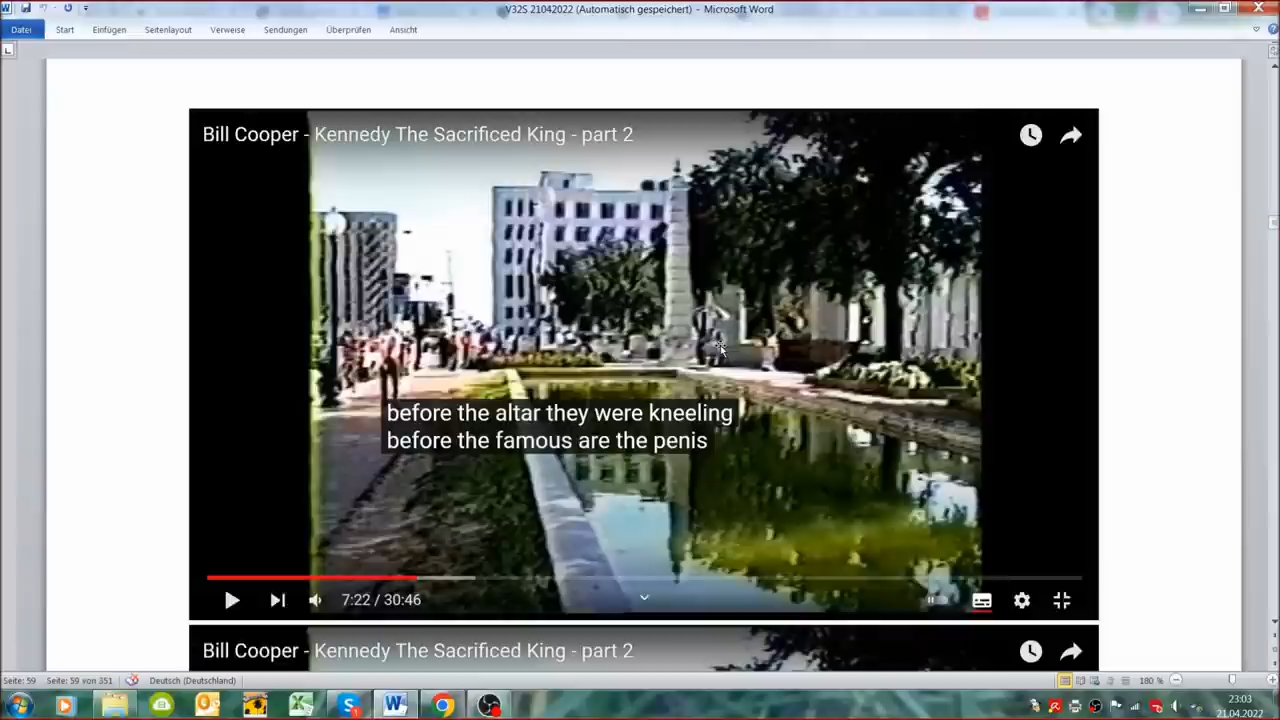 V32S 21042022 (Automatisch gespeichert) - Microsoft Word
Datei Start Einfügen Seitenlayout Verweise Sendungen Überprüfen Ansicht
Bill Cooper - Kennedy The Sacrificed King - part 2
before the altar they were kneeling
before the famous are the penis
7:22 / 30:46
Bill Cooper - Kennedy The Sacrificed King - part 2
Seite: 59 Seite: 59 von 351 Deutsch (Deutschland) 180 %
23:03
21.04.2022